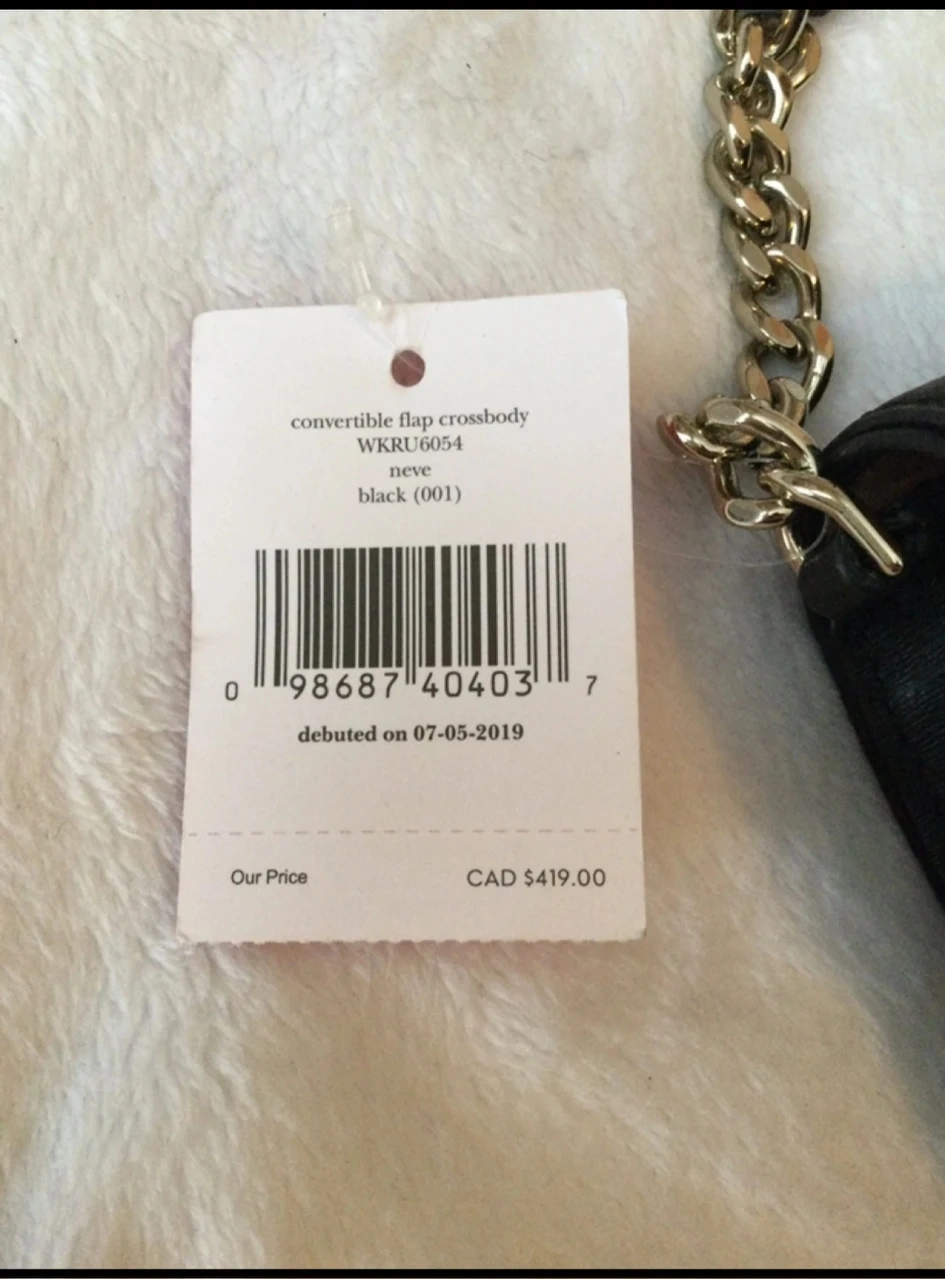 convertible flap crossbody
WKRU6054
neve
black (001)
0 98687 40403 7
debuted on 07-05-2019
Our Price CAD $419.00